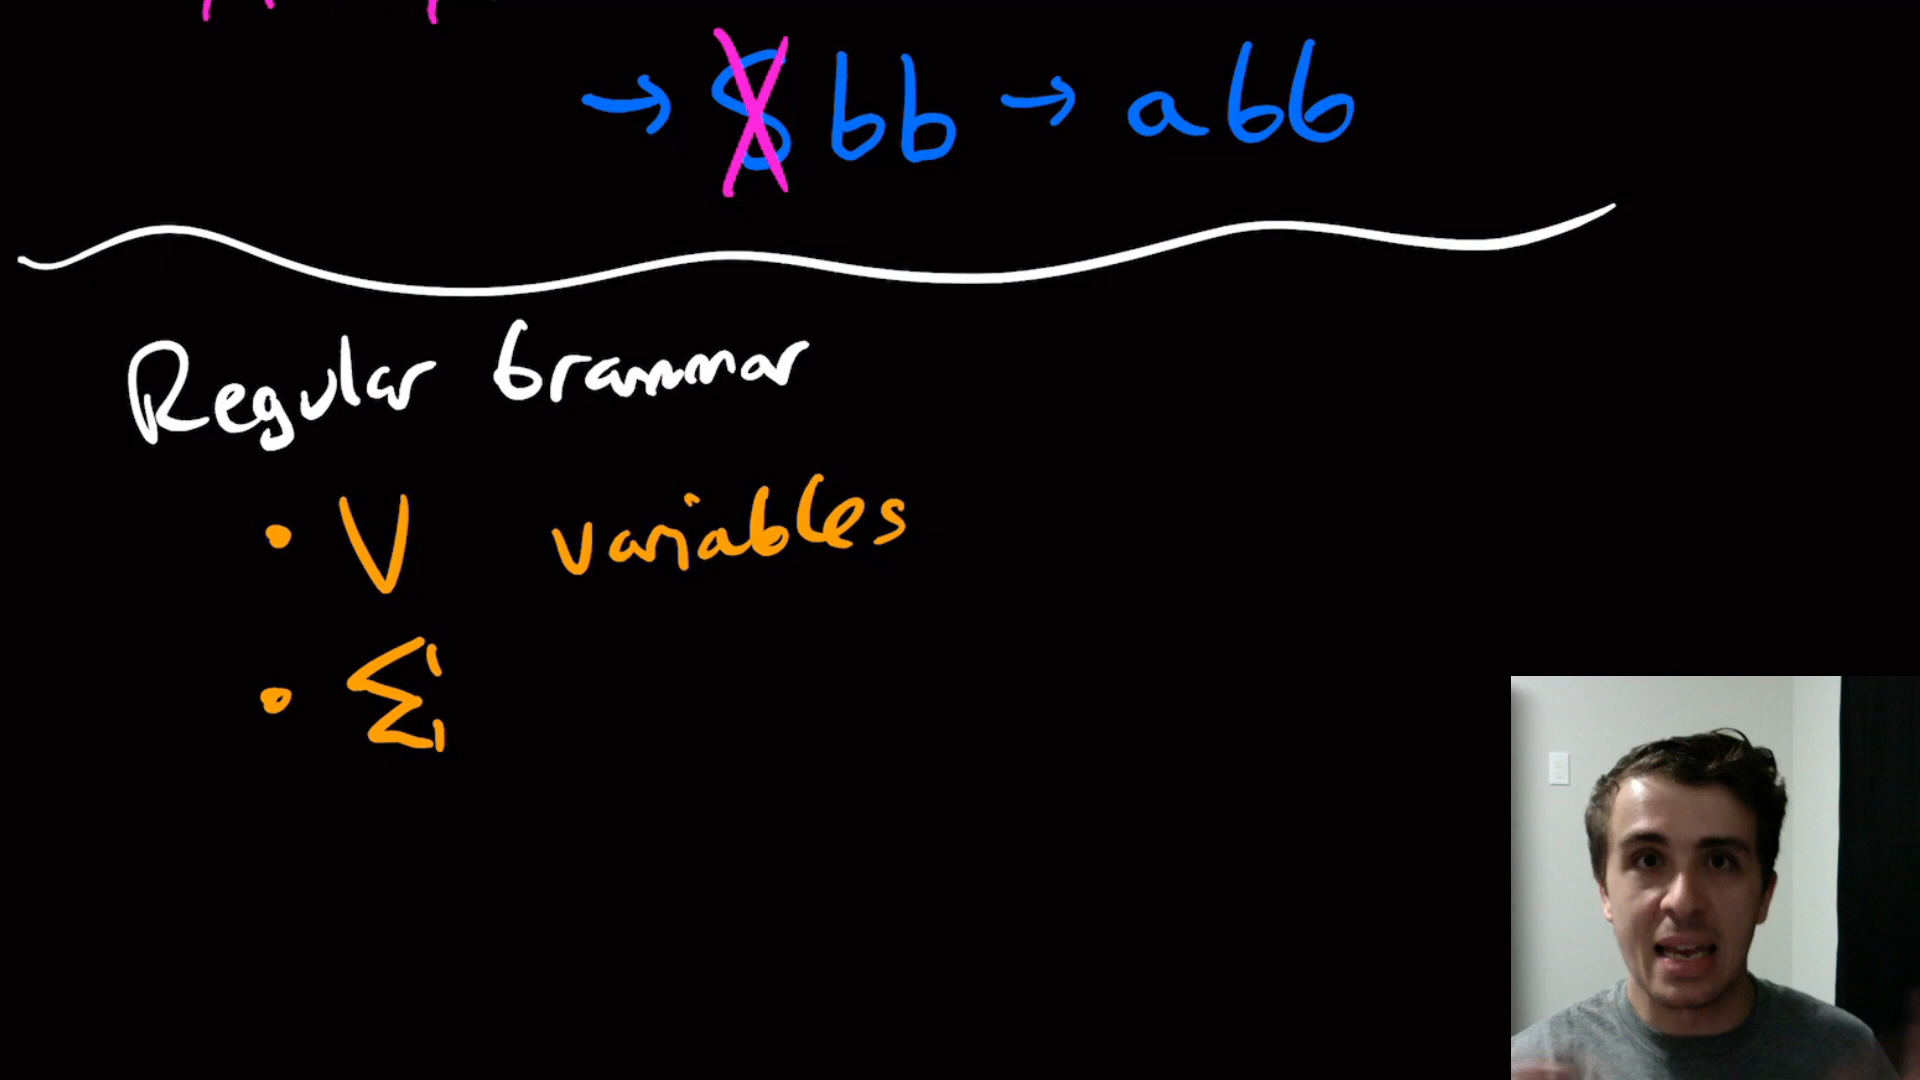 → S bb → abb
Regular Grammar
• V variables
• Σ